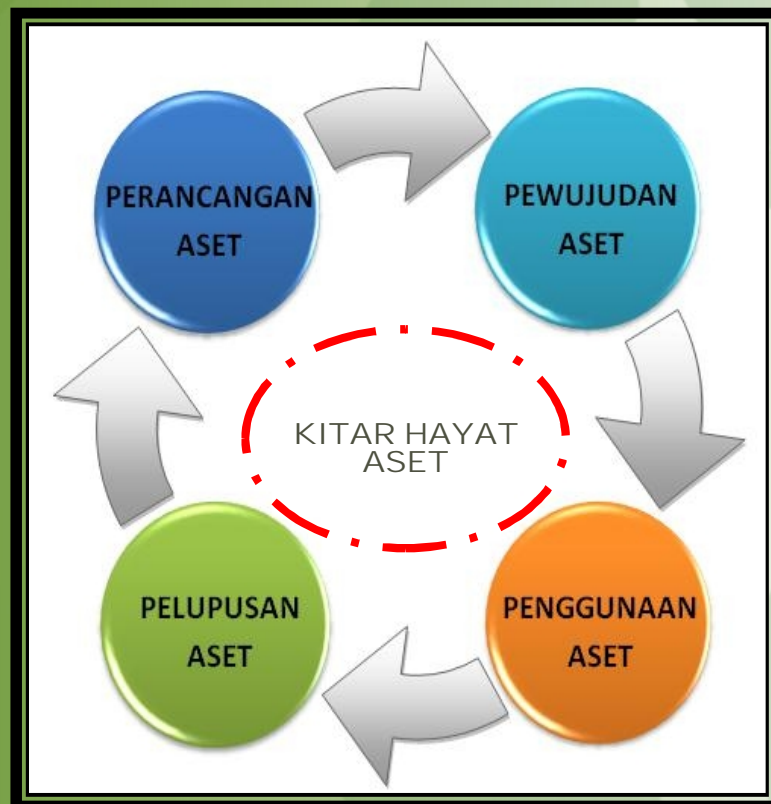 PERANCANGAN
ASET
PEWUJUDAN
ASET
KITAR HAYAT
ASET
PELUPUSAN
ASET
PENGGUNAAN
ASET